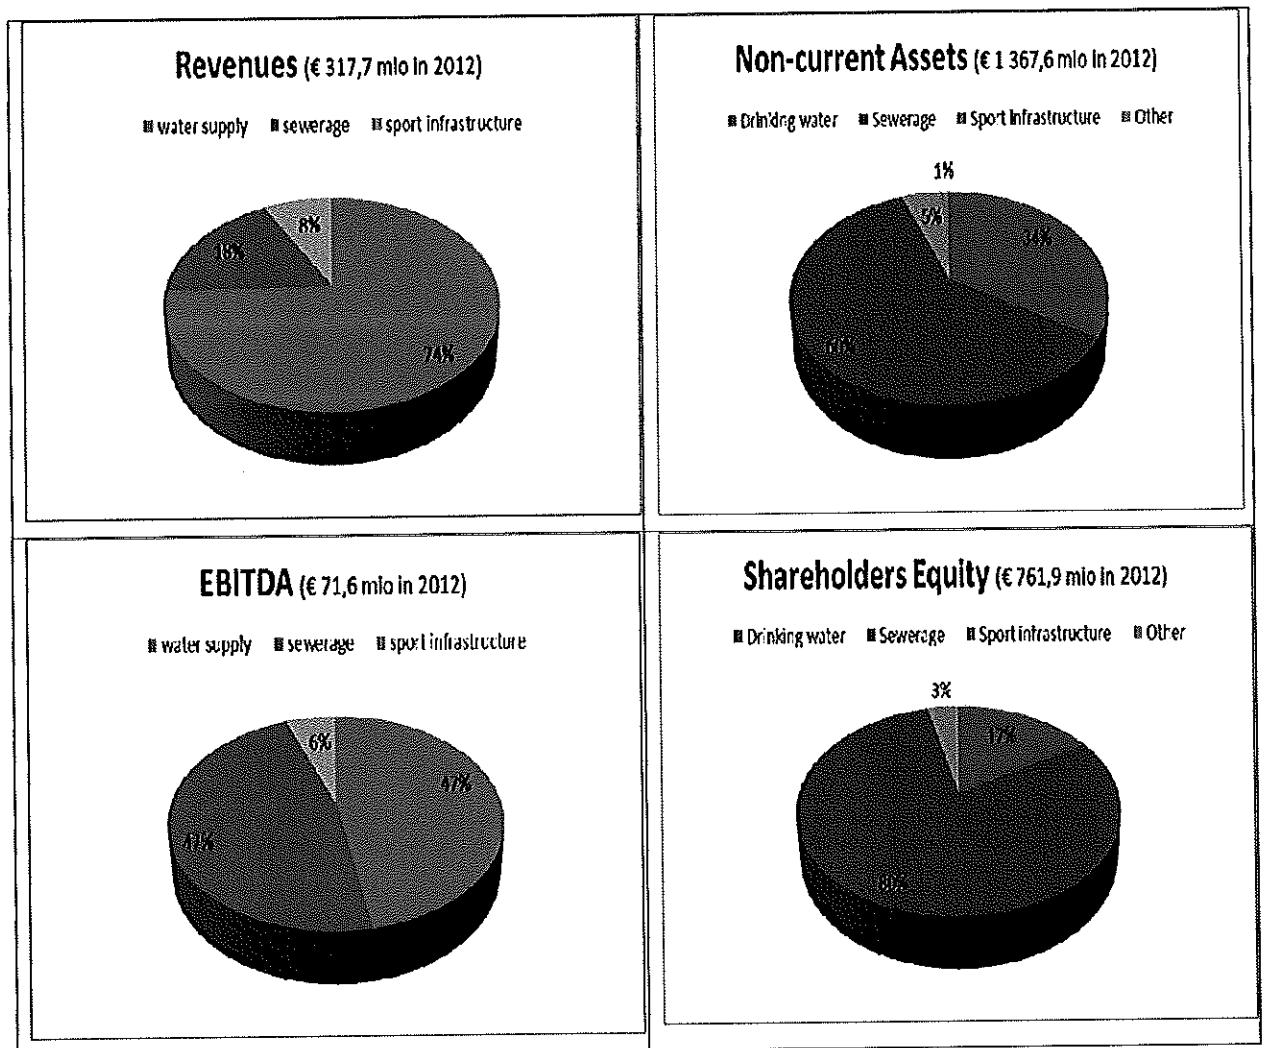 Revenues (€ 317,7 mlo in 2012)
water supply sewerage sport infrastructure
8%
18%
74%
Non-current Assets (€ 1 367,6 mlo in 2012)
Drinking water Sewerage Sport Infrastructure Other
1%
5%
34%
60%
EBITDA (€ 71,6 mlo in 2012)
water supply sewerage sport infrastructure
6%
47%
47%
Shareholders Equity (€ 761,9 mlo in 2012)
Drinking water Sewerage Sport infrastructure Other
3%
17%
80%